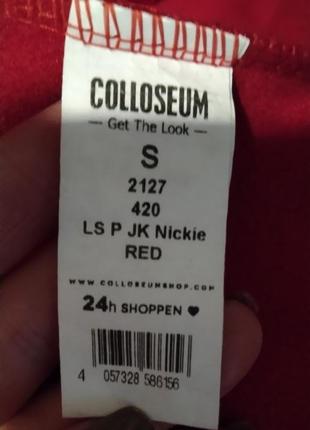 COLLOSEUM
— Get The Look —
S
2127
420
LS P JK Nickie
RED
WWW.COLLOSEUMSHOP.COM
24h SHOPPEN ♥
4 057328 586156